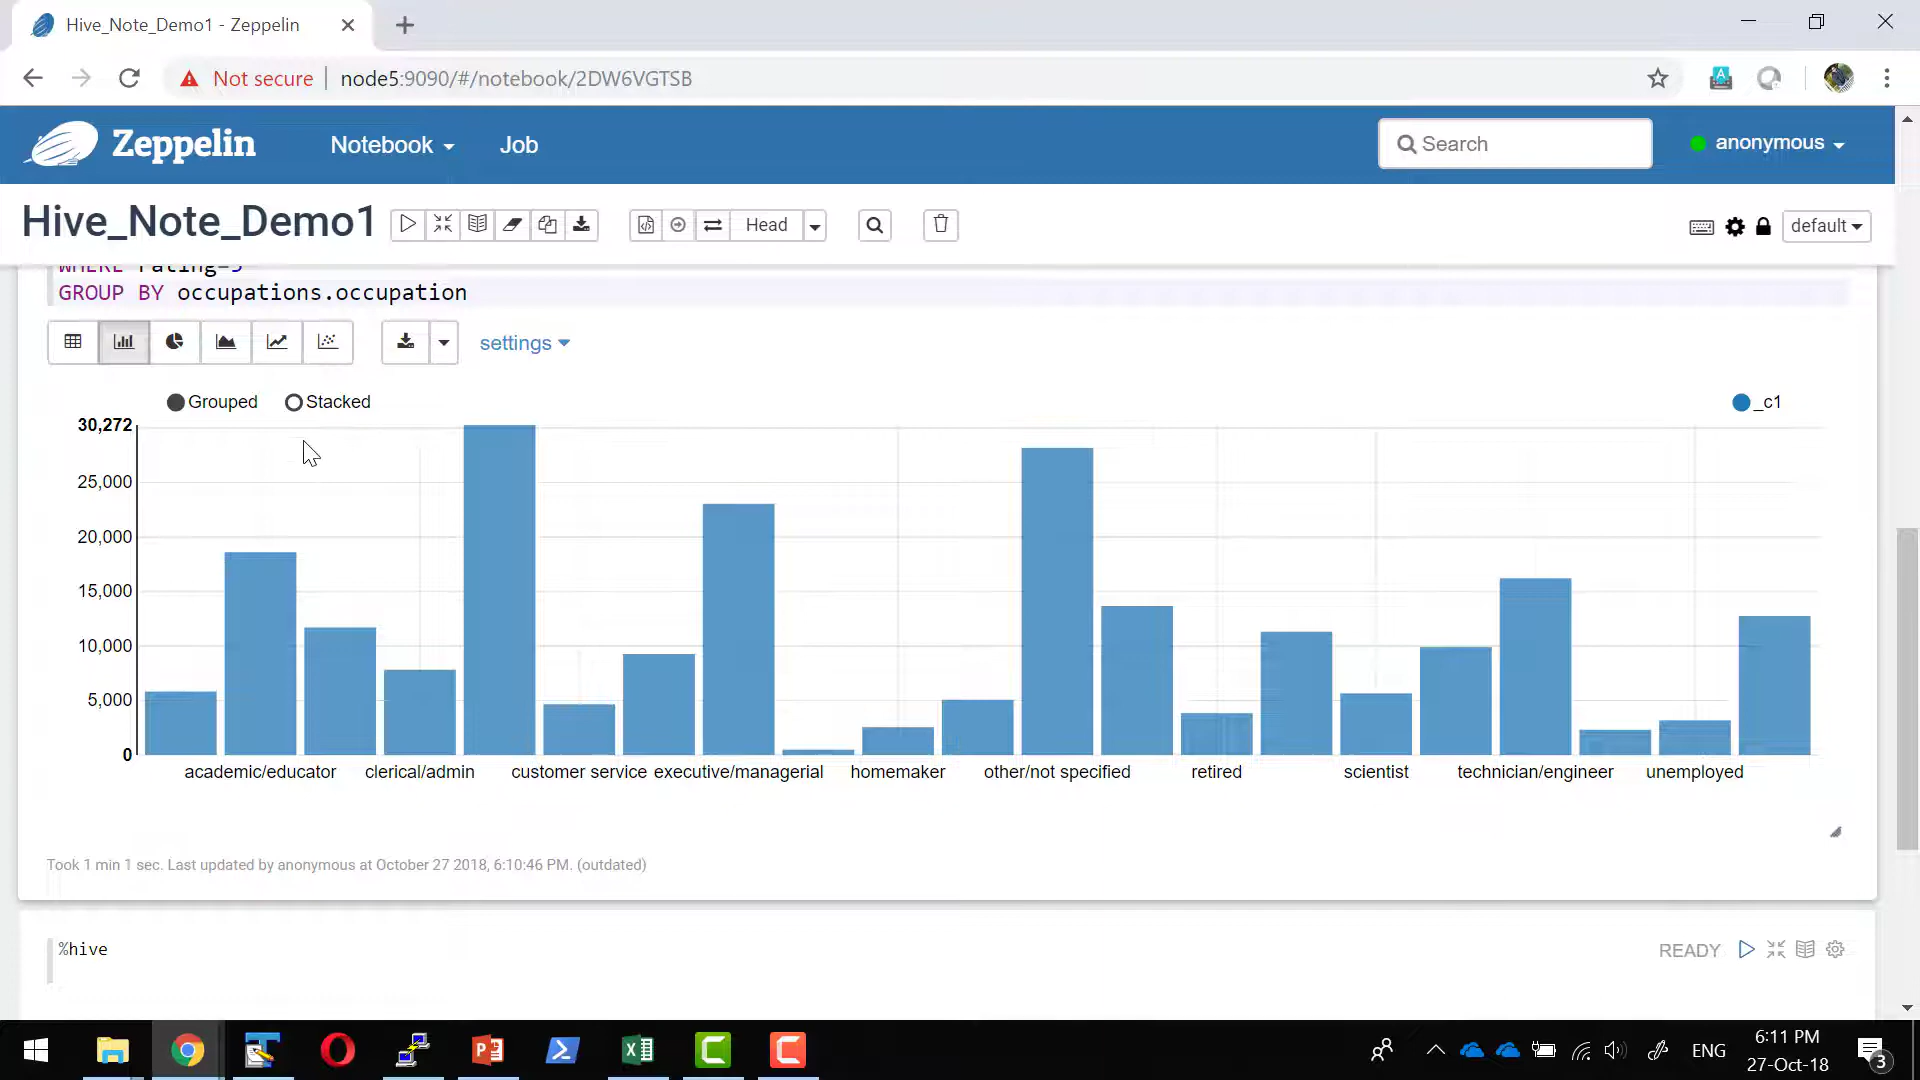 Hive_Note_Demo1 - Zeppelin
Not secure | node5:9090/#/notebook/2DW6VGTSB
Zeppelin Notebook Job Search anonymous
Hive_Note_Demo1 Head default
WHERE rating=5
GROUP BY occupations.occupation
settings
Grouped Stacked _c1
30,272
25,000
20,000
15,000
10,000
5,000
0
academic/educator clerical/admin customer service executive/managerial homemaker other/not specified retired scientist technician/engineer unemployed
Took 1 min 1 sec. Last updated by anonymous at October 27 2018, 6:10:46 PM. (outdated)
%hive READY
ENG 6:11 PM
27-Oct-18 3